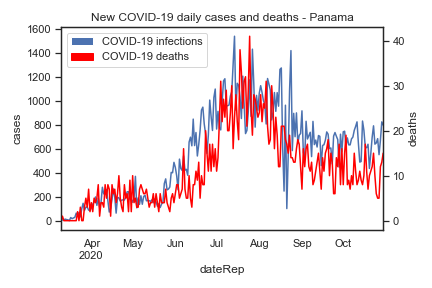 New COVID-19 daily cases and deaths - Panama
COVID-19 infections
COVID-19 deaths
cases
1600
1400
1200
1000
800
600
400
200
0
deaths
40
30
20
10
0
Apr May Jun Jul Aug Sep Oct
2020
dateRep